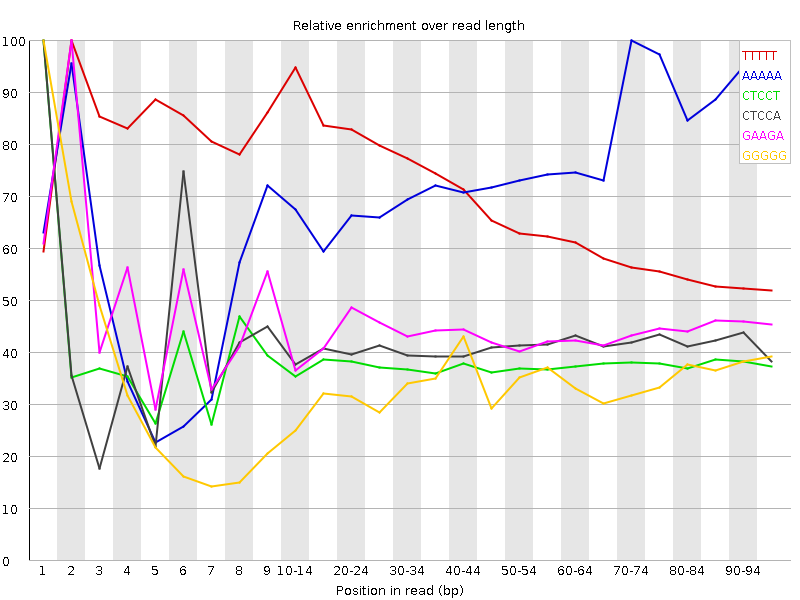 Relative enrichment over read length
100
90
80
70
60
50
40
30
20
10
0
TTTTT
AAAAA
CTCCT
CTCCA
GAAGA
GGGGG
1 2 3 4 5 6 7 8 9 10-14 20-24 30-34 40-44 50-54 60-64 70-74 80-84 90-94
Position in read (bp)